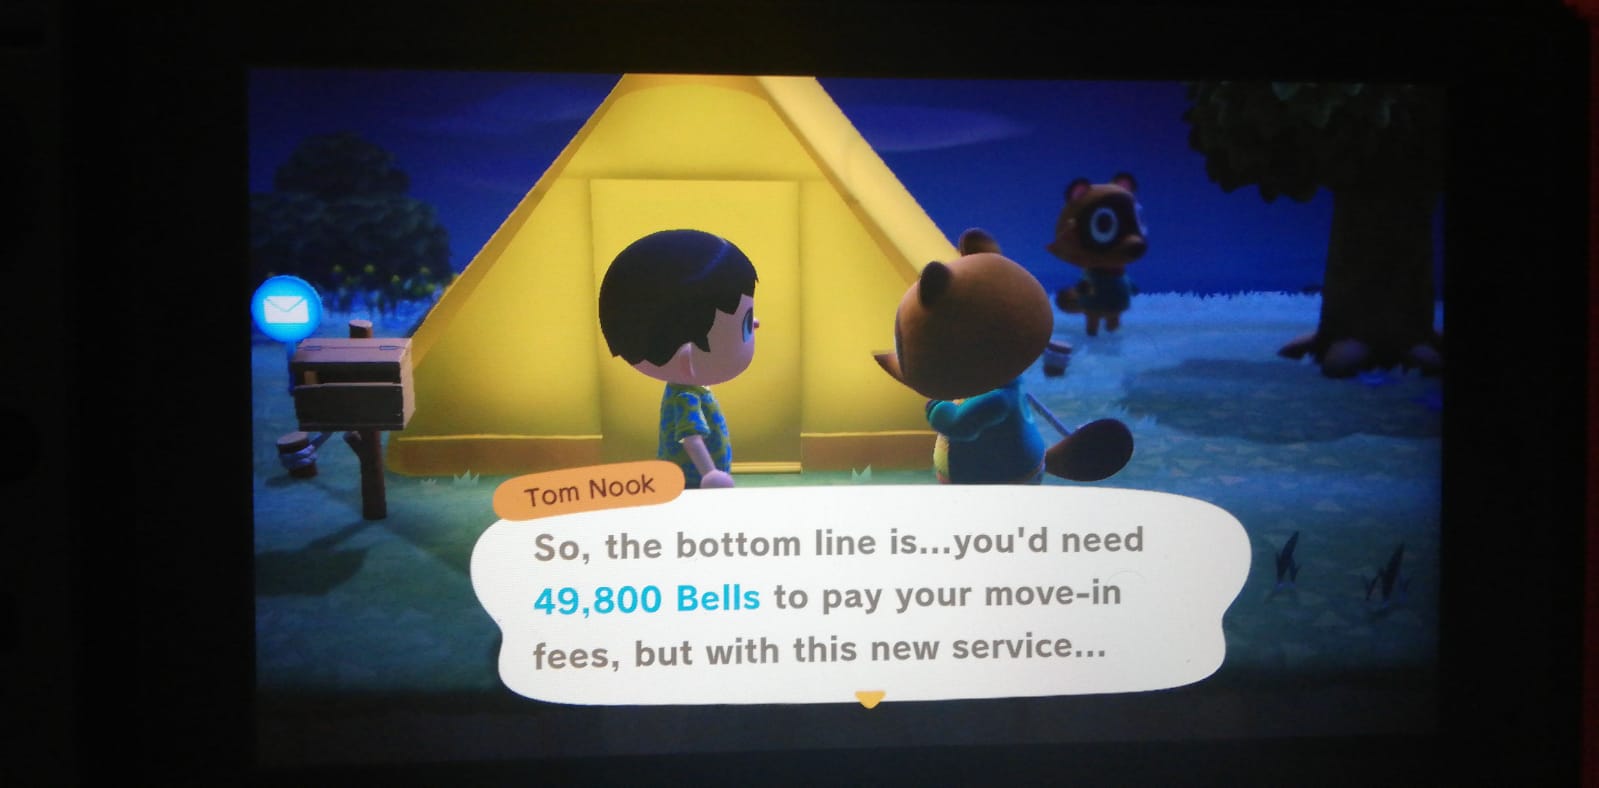 Tom Nook
So, the bottom line is...you'd need
49,800 Bells to pay your move-in
fees, but with this new service...